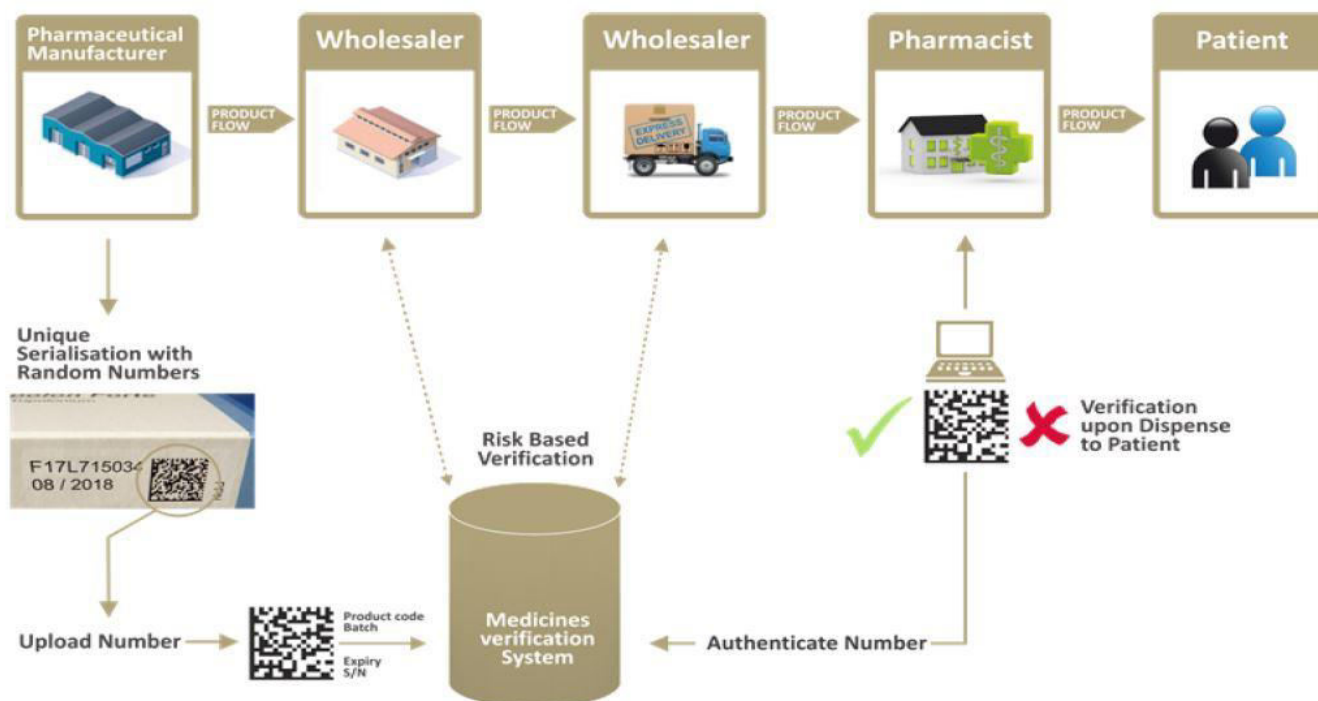 Pharmaceutical
Manufacturer
Wholesaler
Wholesaler
Pharmacist
Patient
PRODUCT
FLOW
PRODUCT
FLOW
EXPRESS
DELIVERY
PRODUCT
FLOW
PRODUCT
FLOW
Unique
Serialisation with
Random Numbers
F17L715034
08 / 2018
Risk Based
Verification
Verification
upon Dispense
to Patient
Upload Number
Product code
Batch
Expiry
S/N
Medicines
verification
System
Authenticate Number